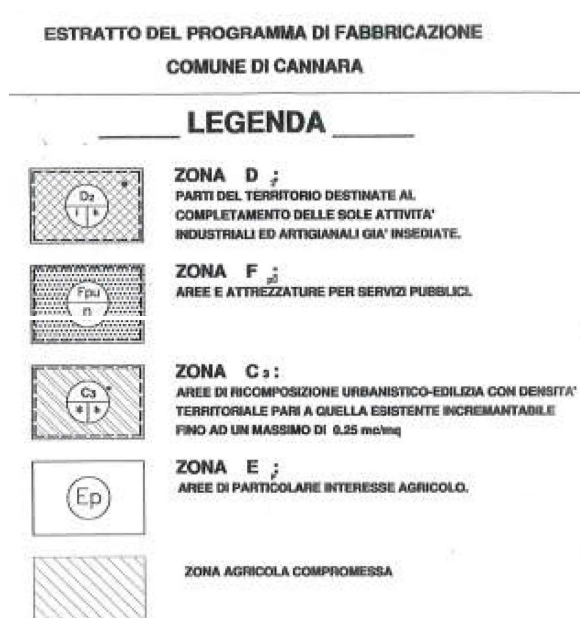 ESTRATTO DEL PROGRAMMA DI FABBRICAZIONE
COMUNE DI CANNARA
LEGENDA
D2
ZONA D ;
PARTI DEL TERRITORIO DESTINATE AL
COMPLETAMENTO DELLE SOLE ATTIVITA'
INDUSTRIALI ED ARTIGIANALI GIA' INSEDIATE.
Fpu
n
ZONA F ;
AREE E ATTREZZATURE PER SERVIZI PUBBLICI.
C3
ZONA C3:
AREE DI RICOMPOSIZIONE URBANISTICO-EDILIZIA CON DENSITA'
TERRITORIALE PARI A QUELLA ESISTENTE INCREMANTABILE
FINO AD UN MASSIMO DI 0.25 mc/mq
Ep
ZONA E ;
AREE DI PARTICOLARE INTERESSE AGRICOLO.
ZONA AGRICOLA COMPROMESSA